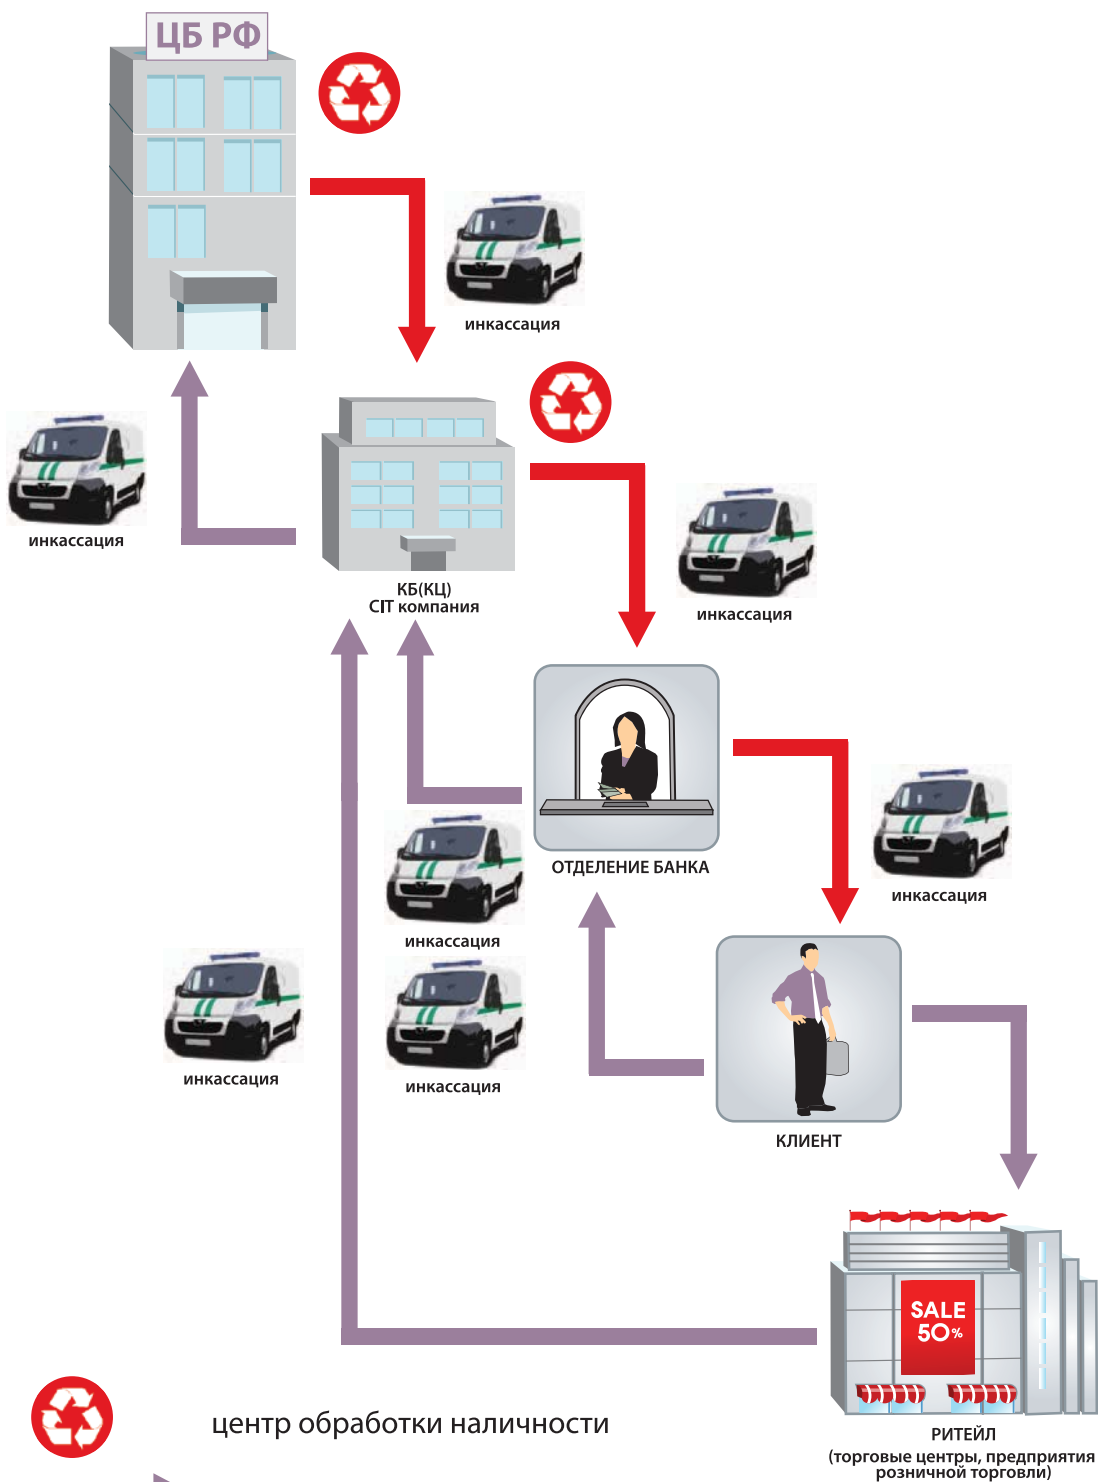 ЦБ РФ
инкассация
инкассация
КБ(КЦ)
CIT компания
инкассация
ОТДЕЛЕНИЕ БАНКА
инкассация
инкассация
инкассация
инкассация
КЛИЕНТ
SALE
50%
центр обработки наличности
РИТЕЙЛ
(торговые центры, предприятия
розничной торговли)